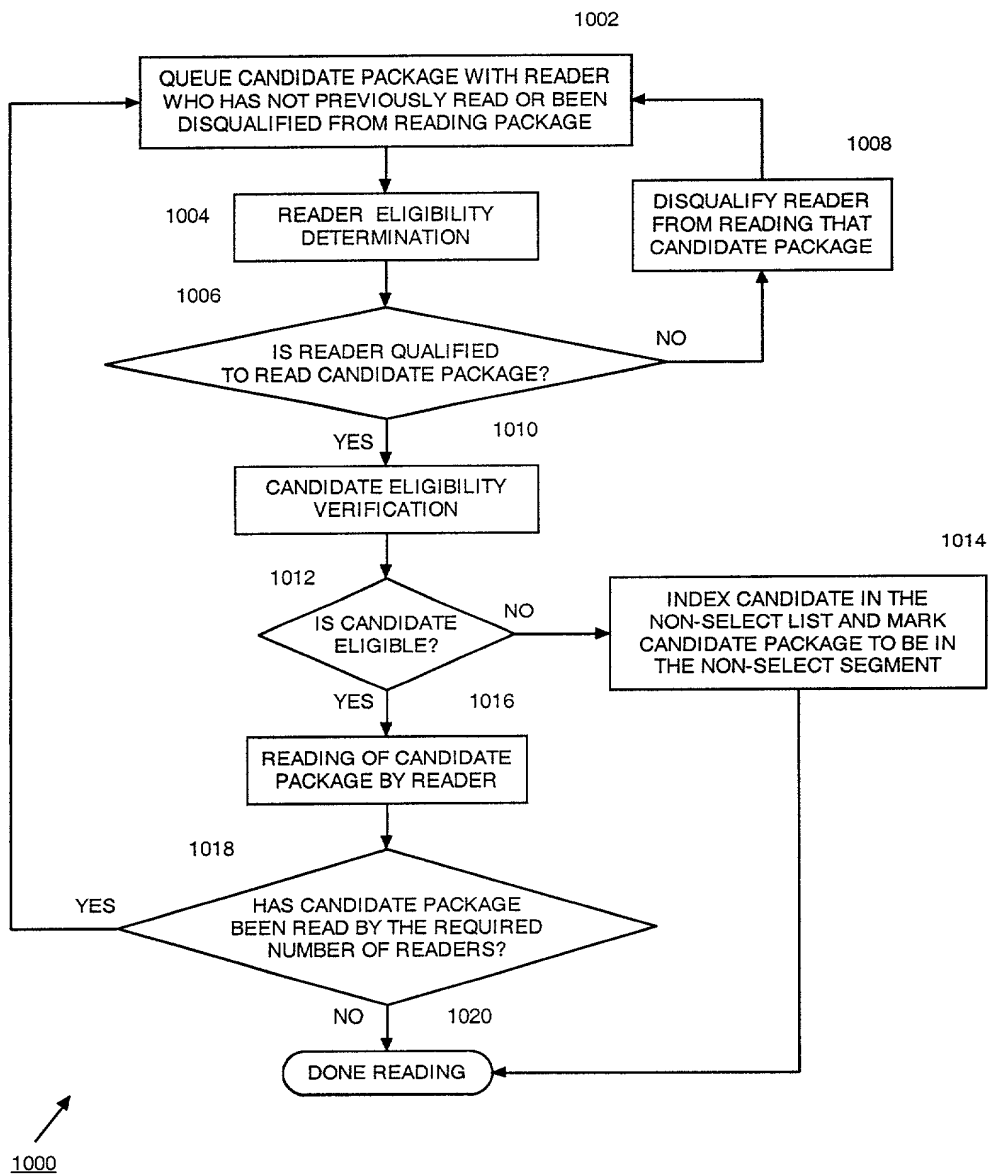 1002
QUEUE CANDIDATE PACKAGE WITH READER
WHO HAS NOT PREVIOUSLY READ OR BEEN
DISQUALIFIED FROM READING PACKAGE
1008
DISQUALIFY READER
FROM READING THAT
CANDIDATE PACKAGE
1004
READER ELIGIBILITY
DETERMINATION
1006
IS READER QUALIFIED
TO READ CANDIDATE PACKAGE?
NO
YES
1010
CANDIDATE ELIGIBILITY
VERIFICATION
1012
IS CANDIDATE
ELIGIBLE?
NO
1014
INDEX CANDIDATE IN THE
NON-SELECT LIST AND MARK
CANDIDATE PACKAGE TO BE IN
THE NON-SELECT SEGMENT
YES
1016
READING OF CANDIDATE
PACKAGE BY READER
1018
YES
HAS CANDIDATE PACKAGE
BEEN READ BY THE REQUIRED
NUMBER OF READERS?
NO
1020
DONE READING
1000